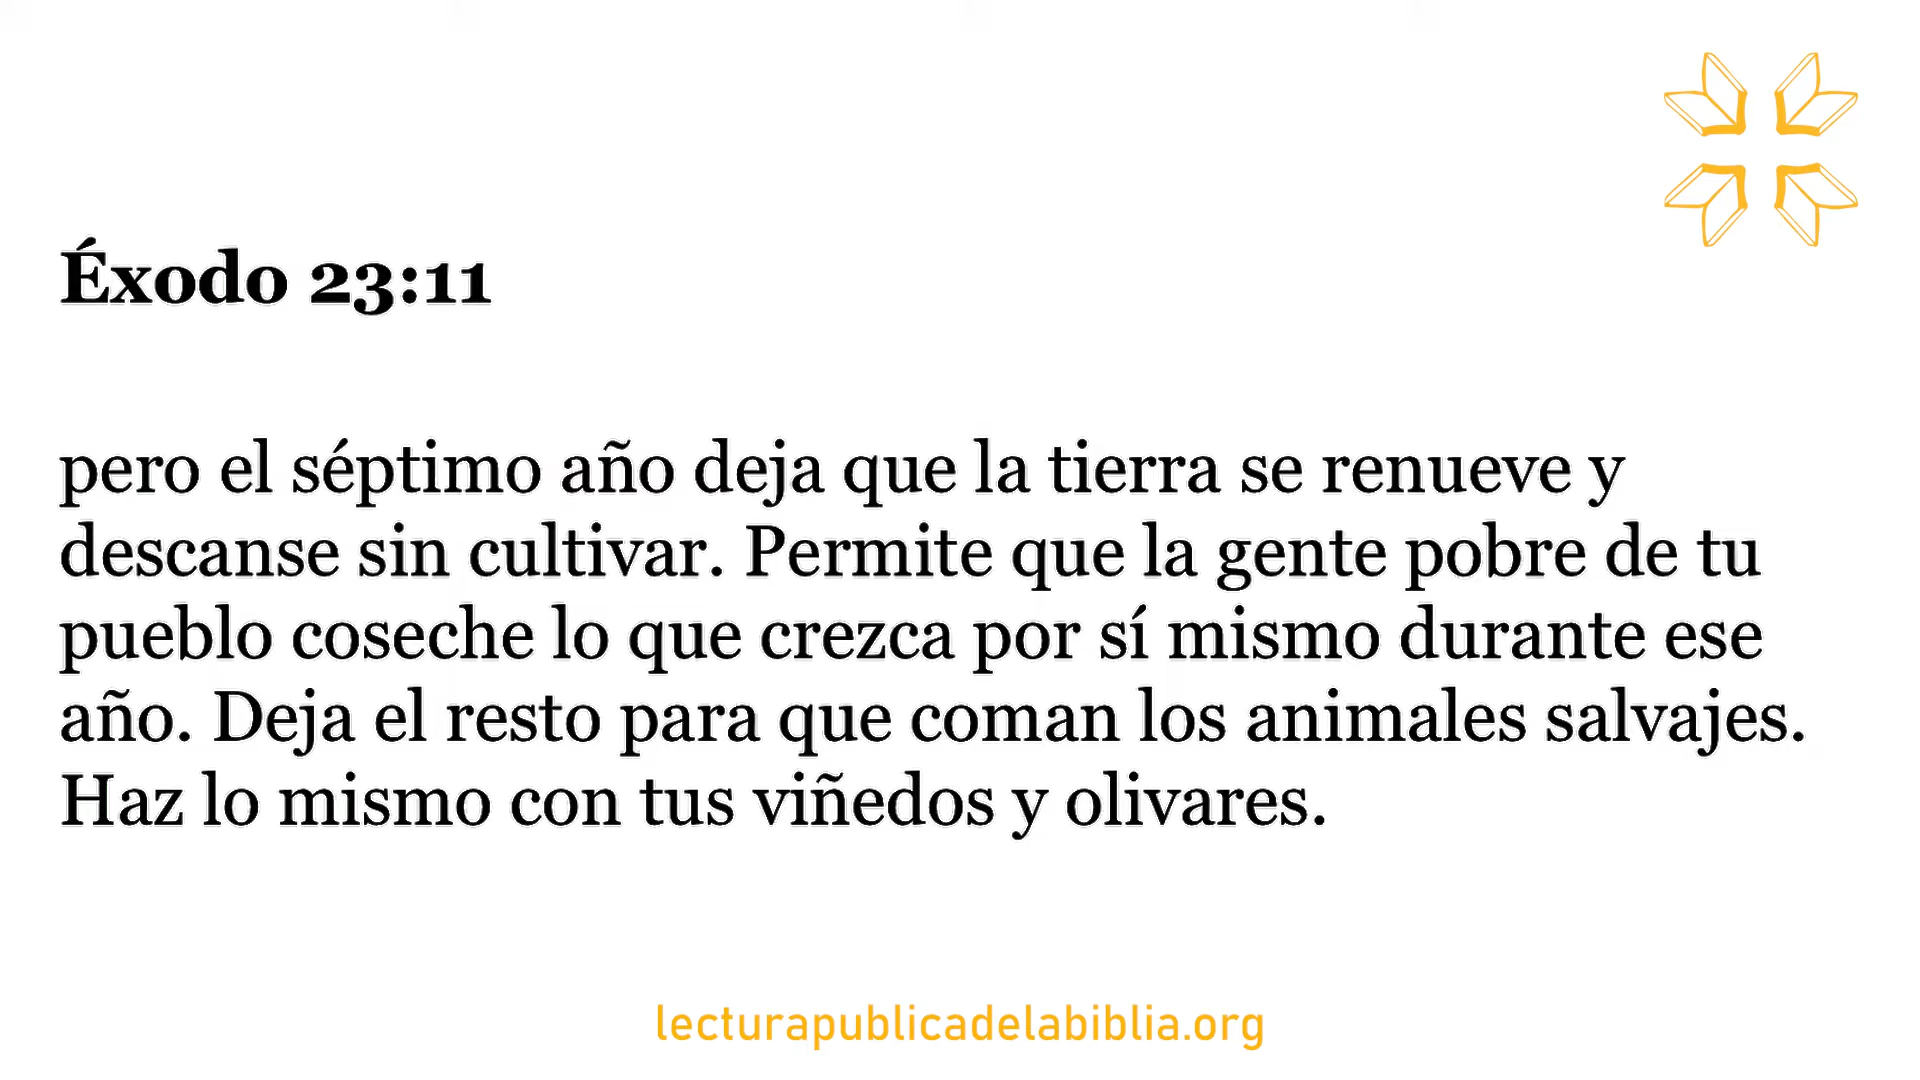 Éxodo 23:11
pero el séptimo año deja que la tierra se renueve y
descanse sin cultivar. Permite que la gente pobre de tu
pueblo coseche lo que crezca por sí mismo durante ese
año. Deja el resto para que coman los animales salvajes.
Haz lo mismo con tus viñedos y olivares.
lecturapublicadelabiblia.org